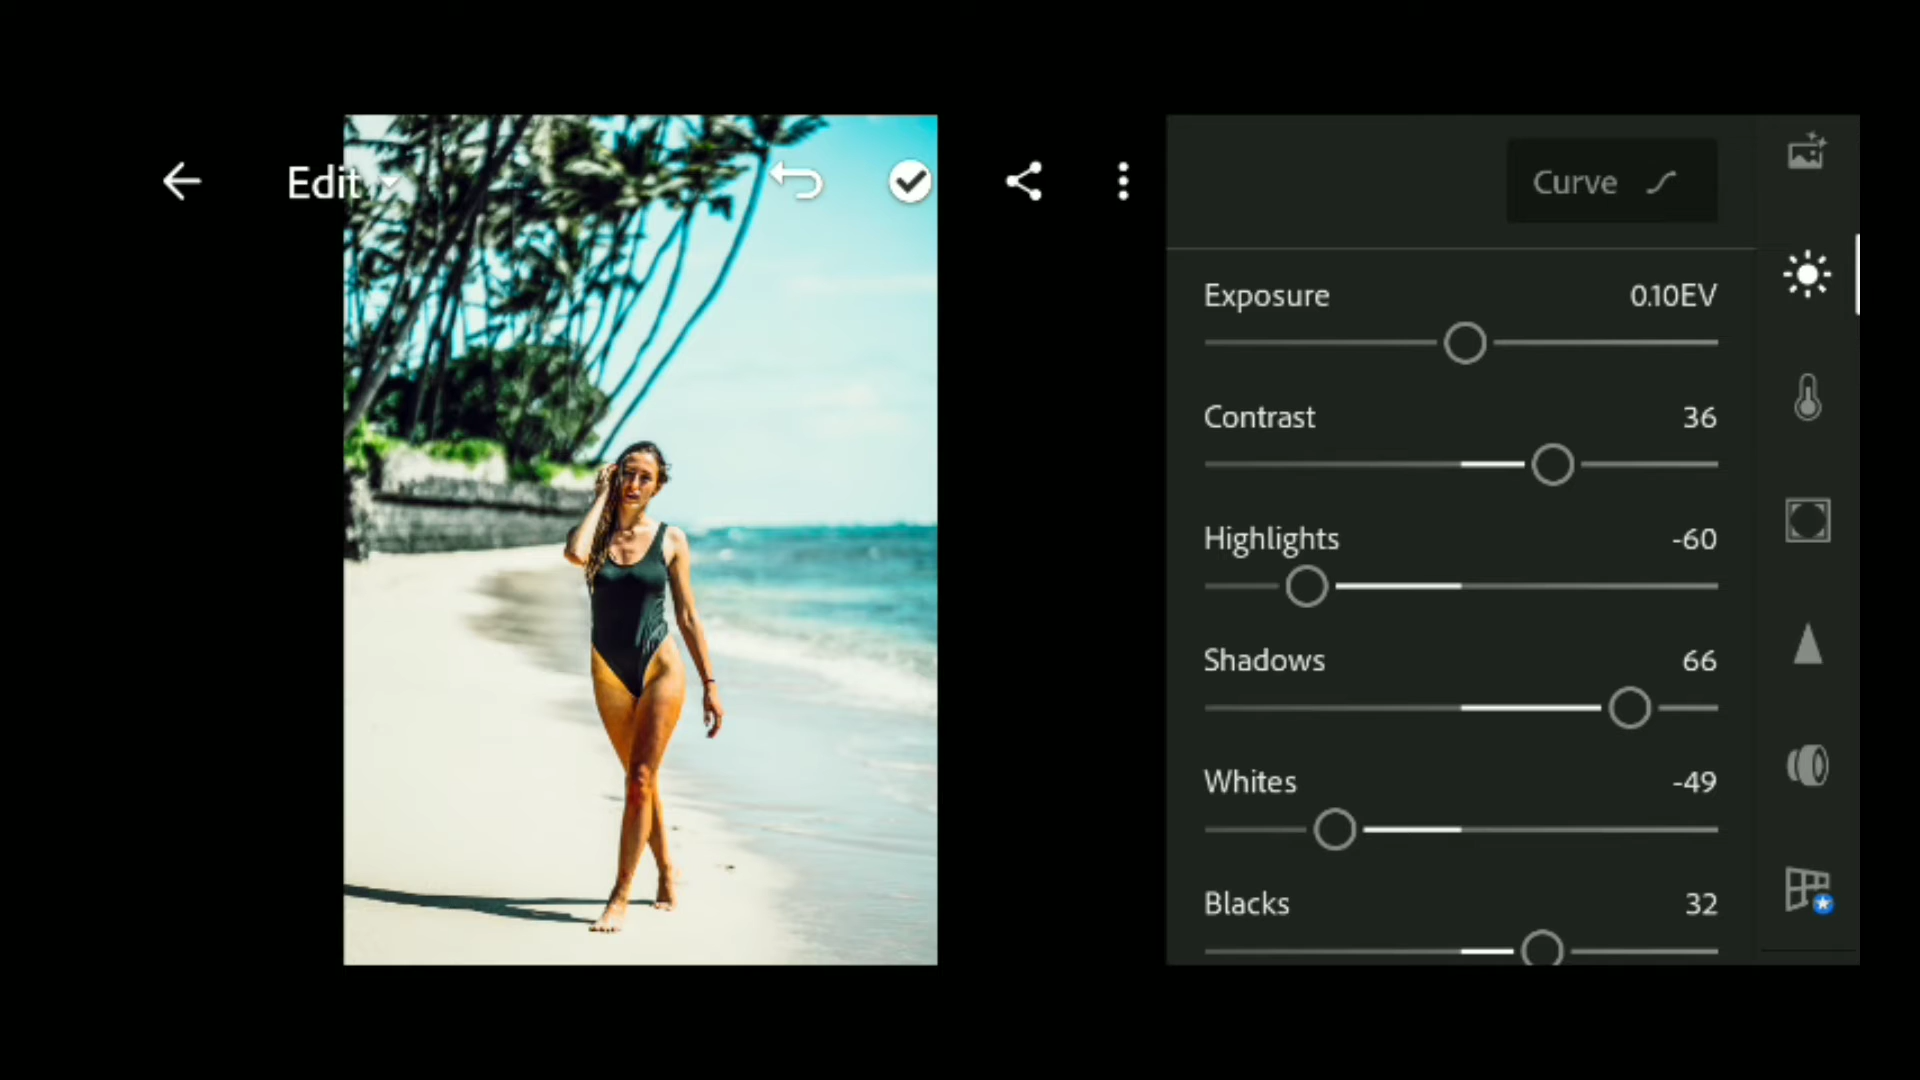 Edit
Curve
Exposure 0.10EV
Contrast 36
Highlights -60
Shadows 66
Whites -49
Blacks 32